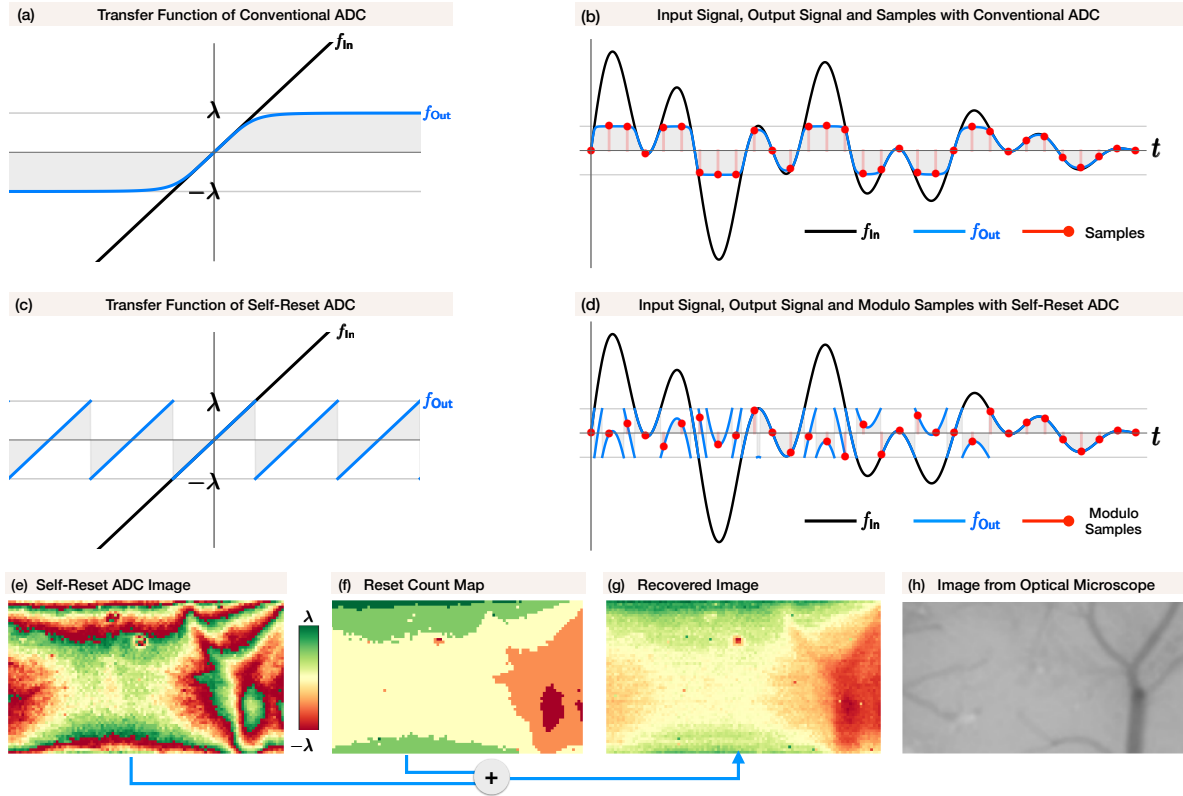 (a) Transfer Function of Conventional ADC
f_In
λ
f_Out
−λ
(b) Input Signal, Output Signal and Samples with Conventional ADC
t
f_In f_Out Samples
(c) Transfer Function of Self-Reset ADC
f_In
λ
f_Out
−λ
(d) Input Signal, Output Signal and Modulo Samples with Self-Reset ADC
t
f_In f_Out Modulo
Samples
(e) Self-Reset ADC Image
λ
−λ
(f) Reset Count Map
(g) Recovered Image
(h) Image from Optical Microscope
+